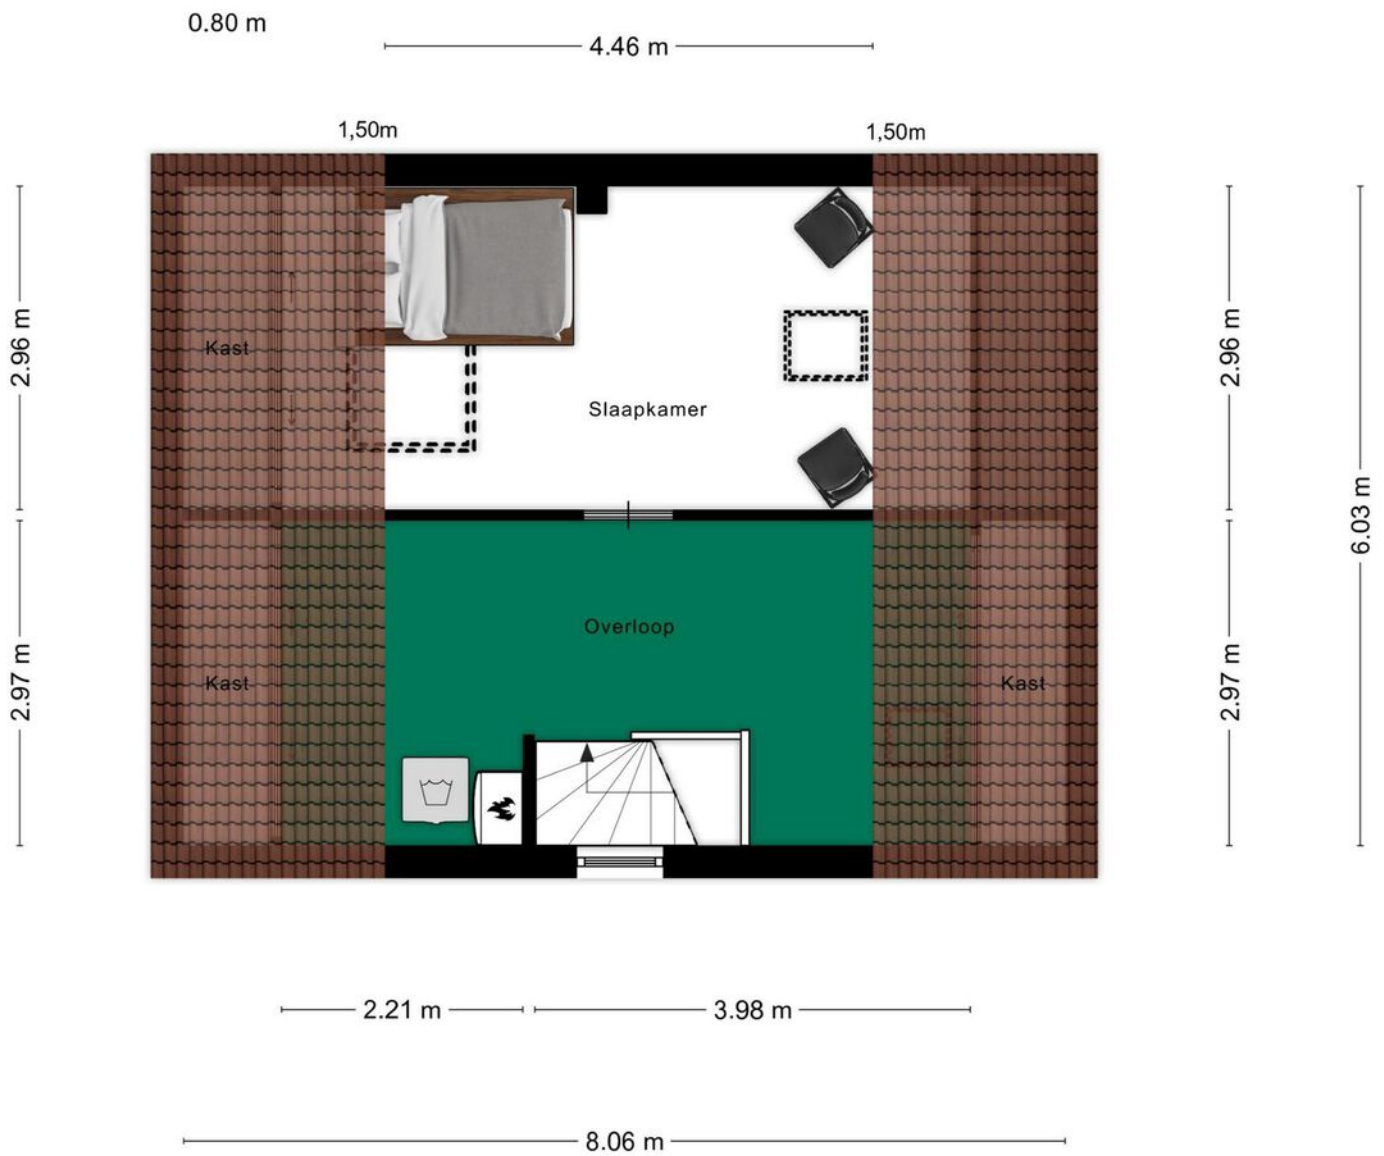 0.80 m
4.46 m
1,50m
1,50m
2.96 m
2.96 m
Kast
Slaapkamer
6.03 m
Overloop
2.97 m
Kast
Kast
2.97 m
2.21 m
3.98 m
8.06 m